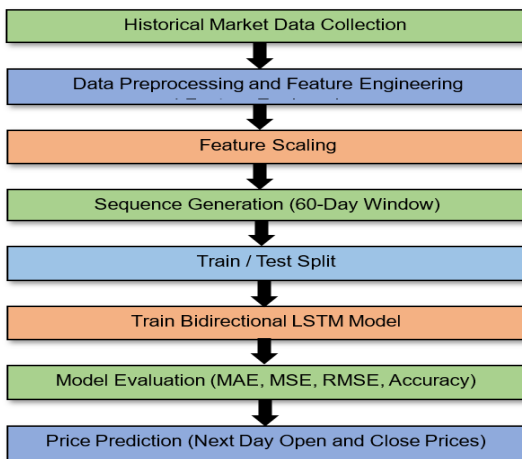 Historical Market Data Collection
Data Preprocessing and Feature Engineering
Feature Scaling
Sequence Generation (60-Day Window)
Train / Test Split
Train Bidirectional LSTM Model
Model Evaluation (MAE, MSE, RMSE, Accuracy)
Price Prediction (Next Day Open and Close Prices)